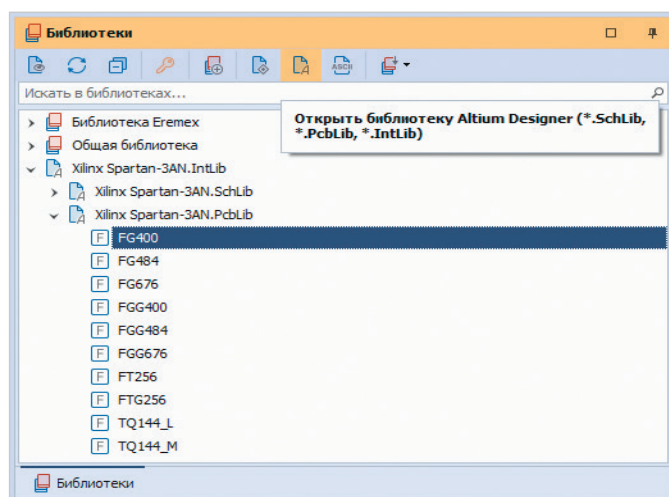 Библиотеки
ASCII
Искать в библиотеках...
Открыть библиотеку Altium Designer (*.SchLib,
*.PcbLib, *.IntLib)
Библиотека Eremex
Общая библиотека
Xilinx Spartan-3AN.IntLib
Xilinx Spartan-3AN.SchLib
Xilinx Spartan-3AN.PcbLib
F FG400
F FG484
F FG676
F FGG400
F FGG484
F FGG676
F FT256
F FTG256
F TQ144_L
F TQ144_M
Библиотеки